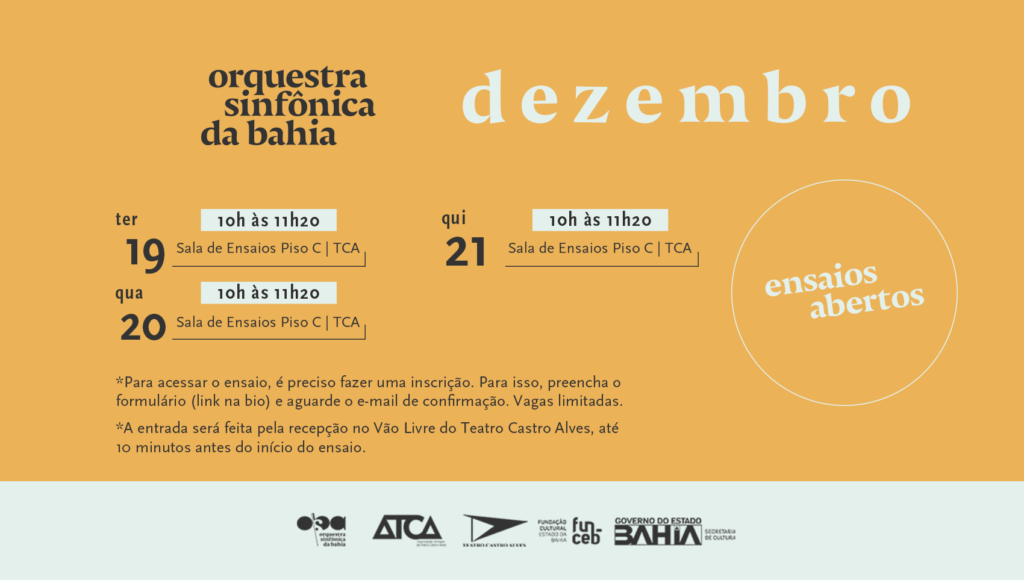 orquestra
sinfônica
da bahia
dezembro
ter
19
10h às 11h20
Sala de Ensaios Piso C | TCA
qua
20
10h às 11h20
Sala de Ensaios Piso C | TCA
qui
21
10h às 11h20
Sala de Ensaios Piso C | TCA
ensaios
abertos
*Para acessar o ensaio, é preciso fazer uma inscrição. Para isso, preencha o
formulário (link na bio) e aguarde o e-mail de confirmação. Vagas limitadas.
*A entrada será feita pela recepção no Vão Livre do Teatro Castro Alves, até
10 minutos antes do início do ensaio.
orquestra
sinfônica
da bahia
ATCA
TEATRO CASTRO ALVES
FUNDAÇÃO
CULTURAL
ESTADO DA
BAHIA
fun-
ceb
GOVERNO DO ESTADO
BAHIA
SECRETARIA
DE CULTURA